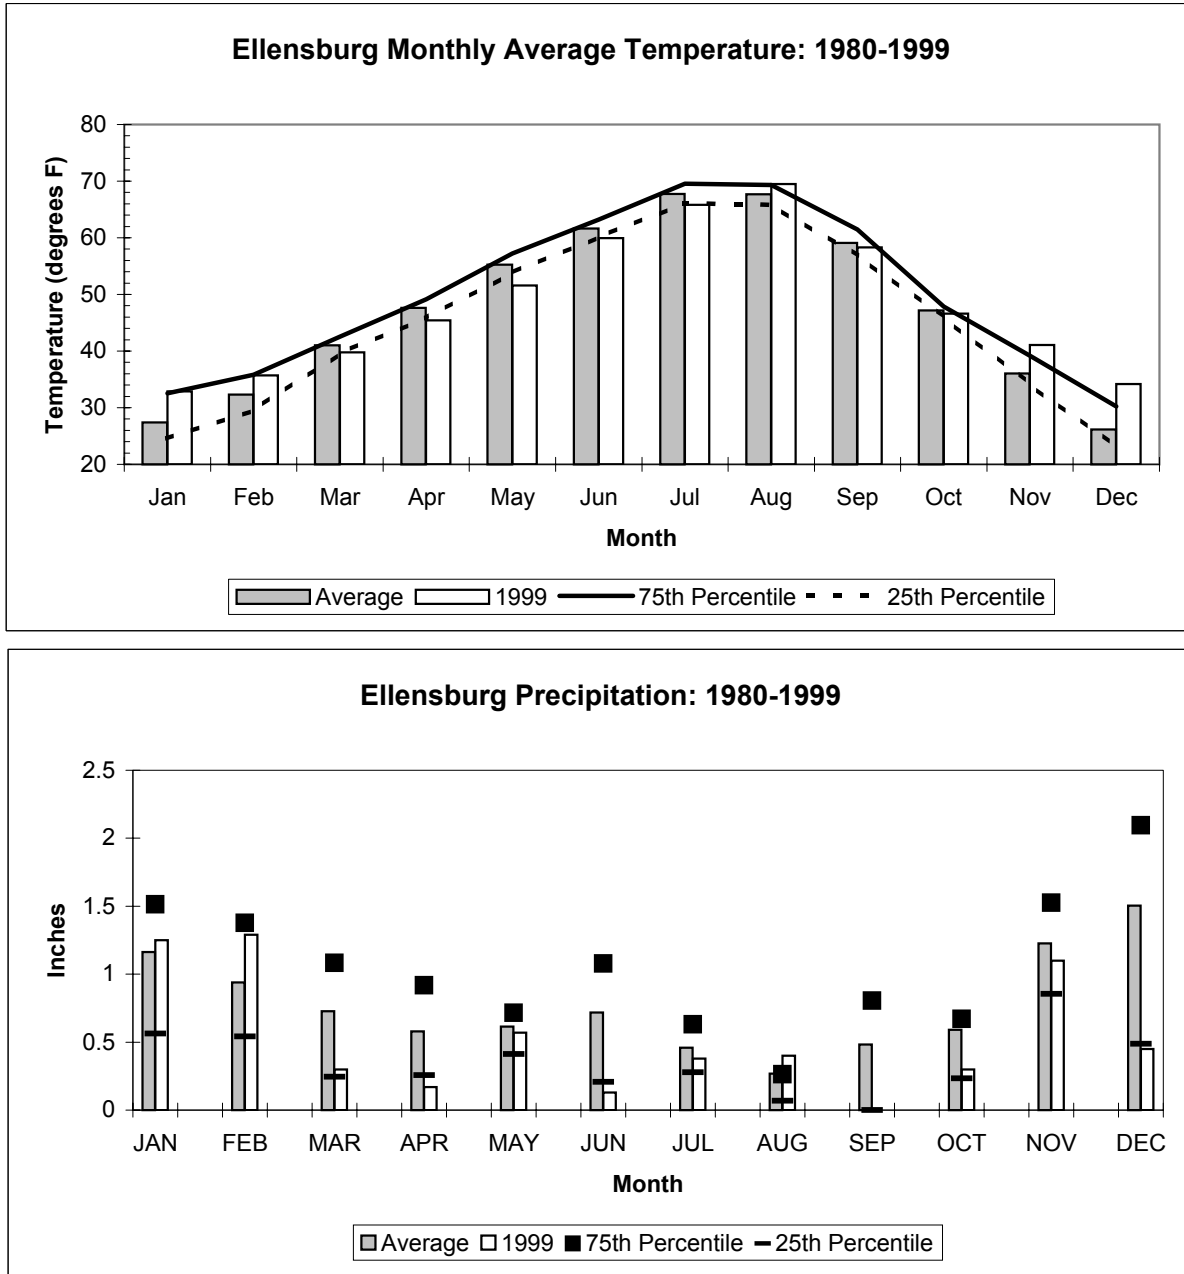 Ellensburg Monthly Average Temperature: 1980-1999
80
70
60
50
40
30
20
Temperature (degrees F)
Jan Feb Mar Apr May Jun Jul Aug Sep Oct Nov Dec
Month
Average 1999 75th Percentile 25th Percentile
Ellensburg Precipitation: 1980-1999
2.5
2
1.5
1
0.5
0
Inches
JAN FEB MAR APR MAY JUN JUL AUG SEP OCT NOV DEC
Month
Average 1999 75th Percentile 25th Percentile